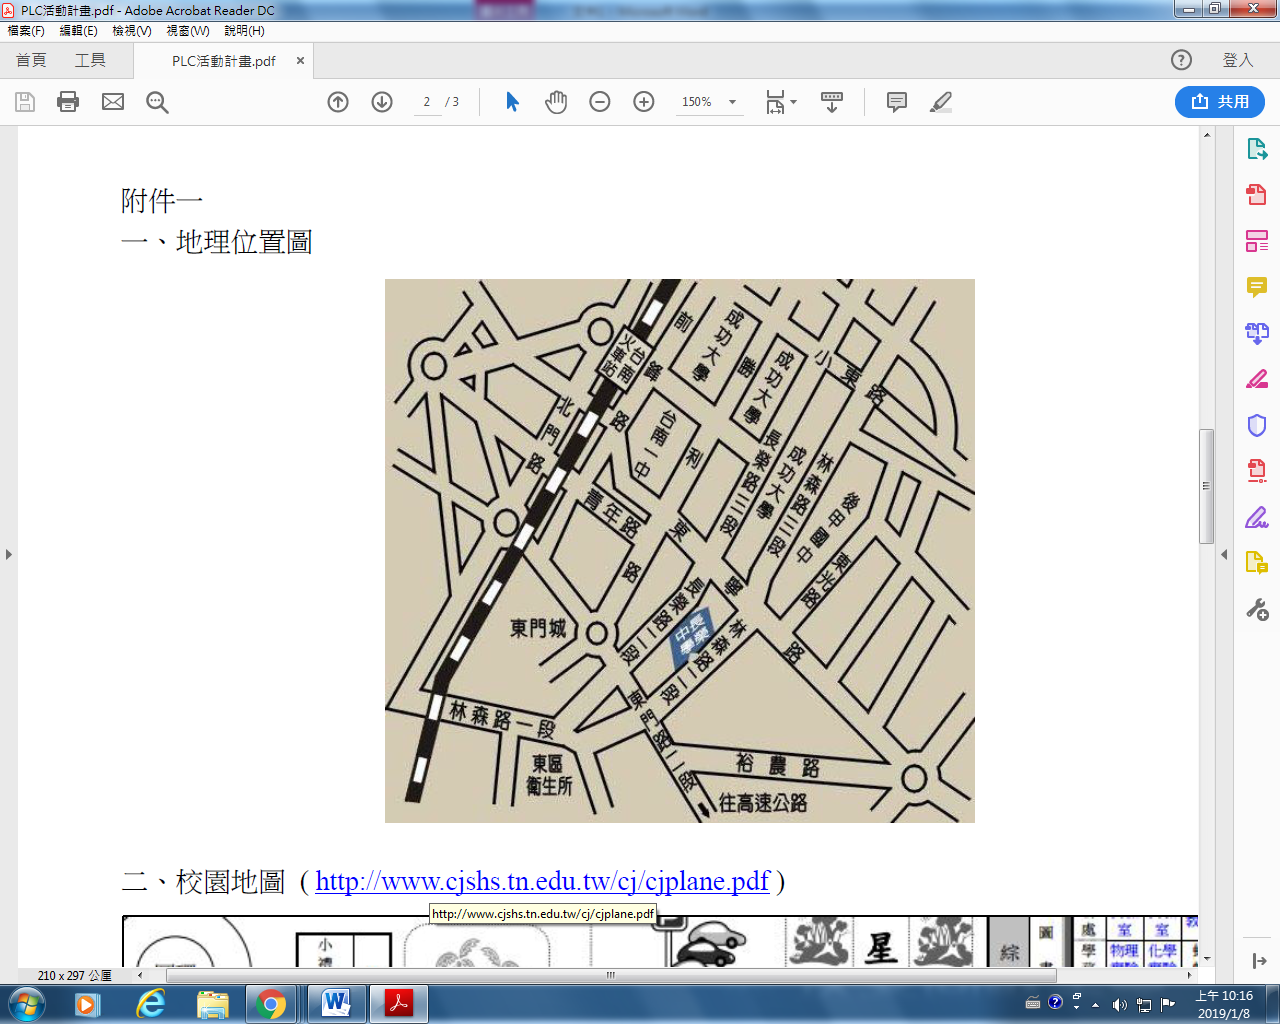 PLC活動計畫.pdf - Adobe Acrobat Reader DC
檔案(F) 編輯(E) 檢視(V) 視窗(W) 說明(H)
首頁 工具 PLC活動計畫.pdf × 登入
2 / 3 150% 共用
附件一
一、地理位置圖
火車站
台南
前
鋒
路
成功大學
勝
利
路
成功大學
小東路
北門路
台南一中
長榮路三段
成功大學
林森路三段
後甲國中
青年路
東
寧
路
東光路
東門城
長榮路二段
長榮
中學
林森路二段
東門路二段
林森路一段
東區
衛生所
裕農路
往高速公路
二、校園地圖 ( http://www.cjshs.tn.edu.tw/cj/cjplane.pdf )
http://www.cjshs.tn.edu.tw/cj/cjplane.pdf
小
禮
星
綜
圖
處
學
室
室
物理
化學
210 x 297 公厘
上午 10:16
2019/1/8